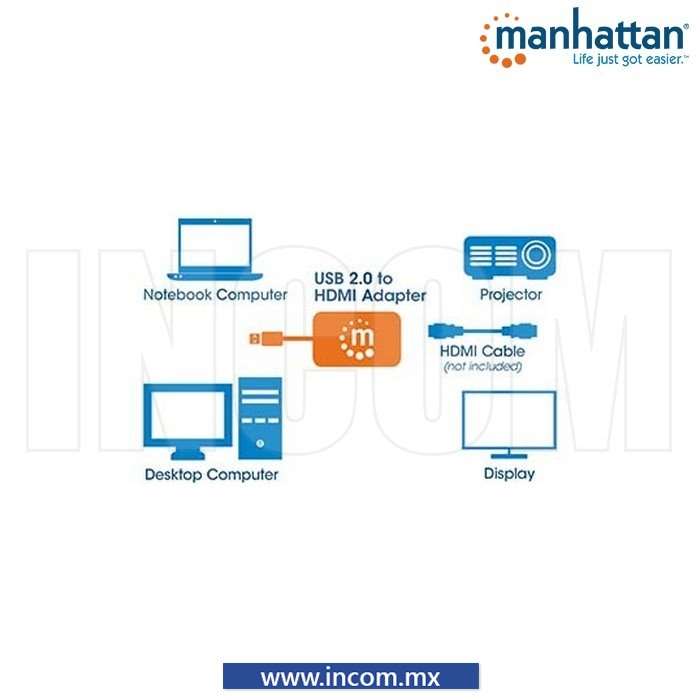 manhattan®
Life just got easier.™
INCOM
Notebook Computer
USB 2.0 to
HDMI Adapter
m
Projector
HDMI Cable
(not included)
Desktop Computer
Display
www.incom.mx